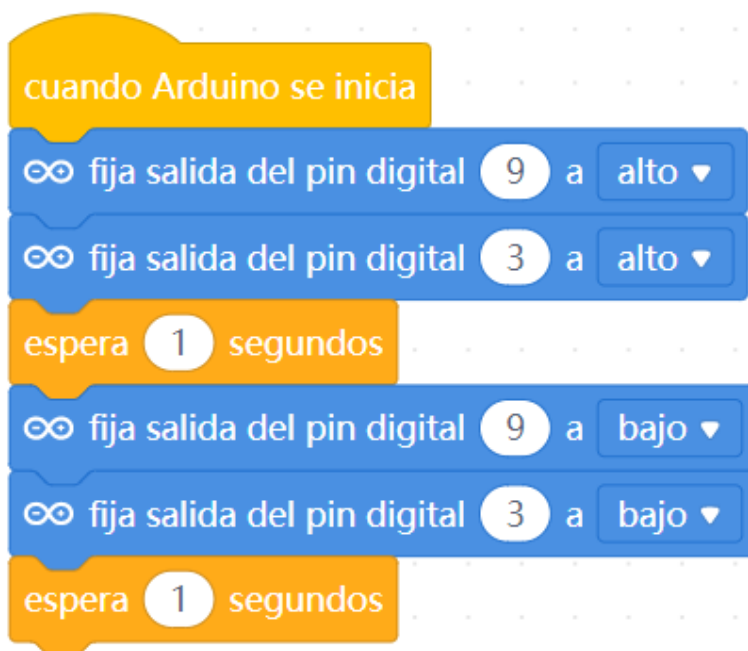 cuando Arduino se inicia
fija salida del pin digital 9 a alto
fija salida del pin digital 3 a alto
espera 1 segundos
fija salida del pin digital 9 a bajo
fija salida del pin digital 3 a bajo
espera 1 segundos